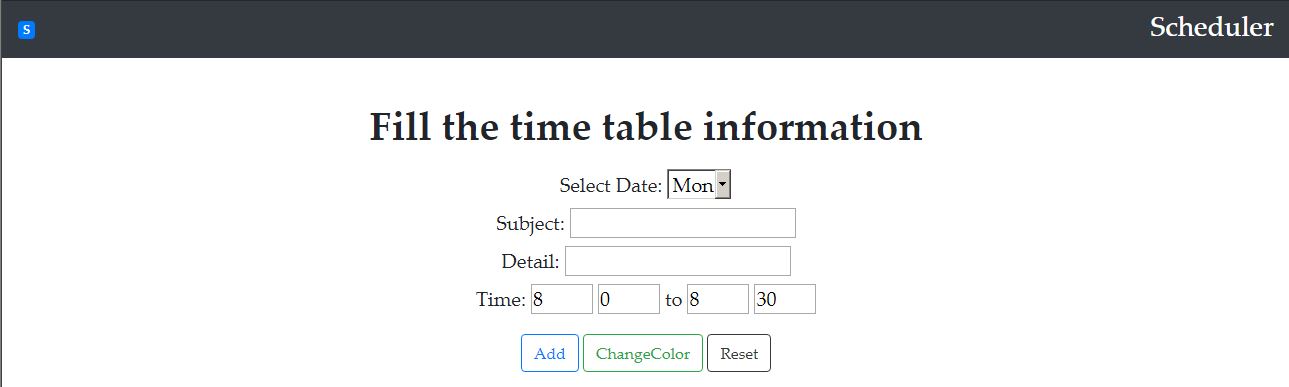 S Scheduler
Fill the time table information
Select Date: Mon
Subject:
Detail:
Time: 8 0 to 8 30
Add ChangeColor Reset